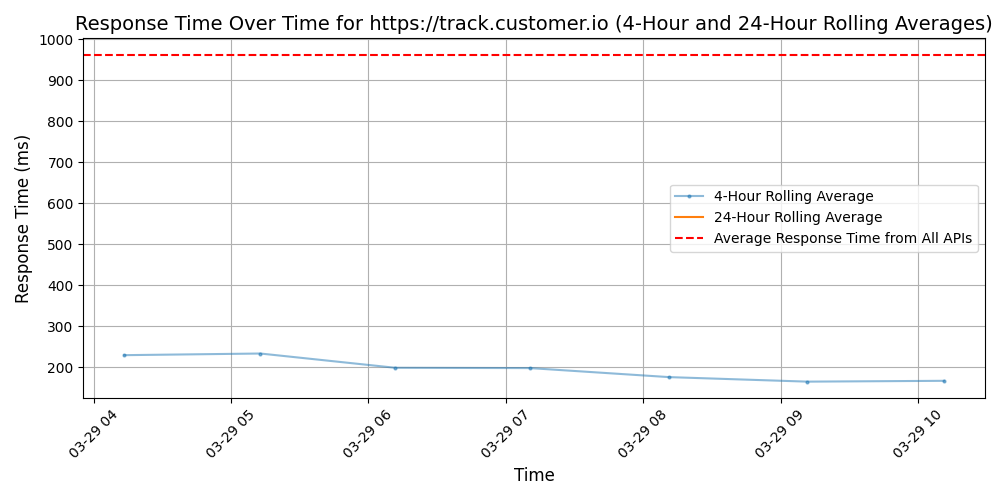 Response Time Over Time for https://track.customer.io (4-Hour and 24-Hour Rolling Averages)
Response Time (ms)
1000
900
800
700
600
500
400
300
200
4-Hour Rolling Average
24-Hour Rolling Average
Average Response Time from All APIs
03-29 04
03-29 05
03-29 06
03-29 07
03-29 08
03-29 09
03-29 10
Time